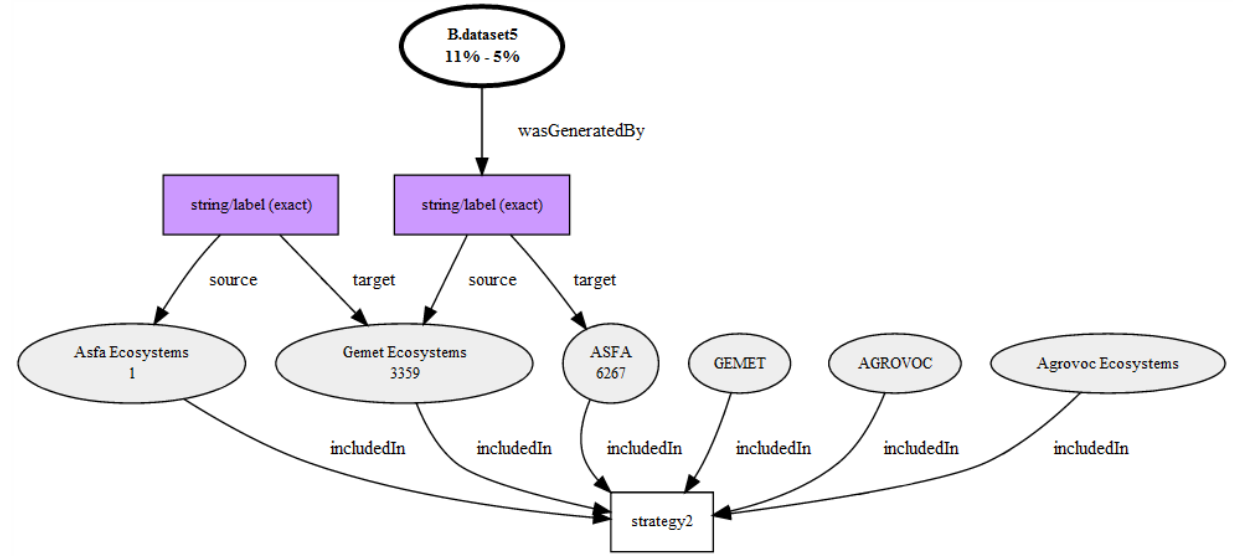 B.dataset5
11% - 5%
wasGeneratedBy
string/label (exact)
string/label (exact)
source
target
source
target
Asfa Ecosystems
1
Gemet Ecosystems
3359
ASFA
6267
GEMET
AGROVOC
Agrovoc Ecosystems
includedIn
includedIn
includedIn
includedIn
includedIn
includedIn
strategy2